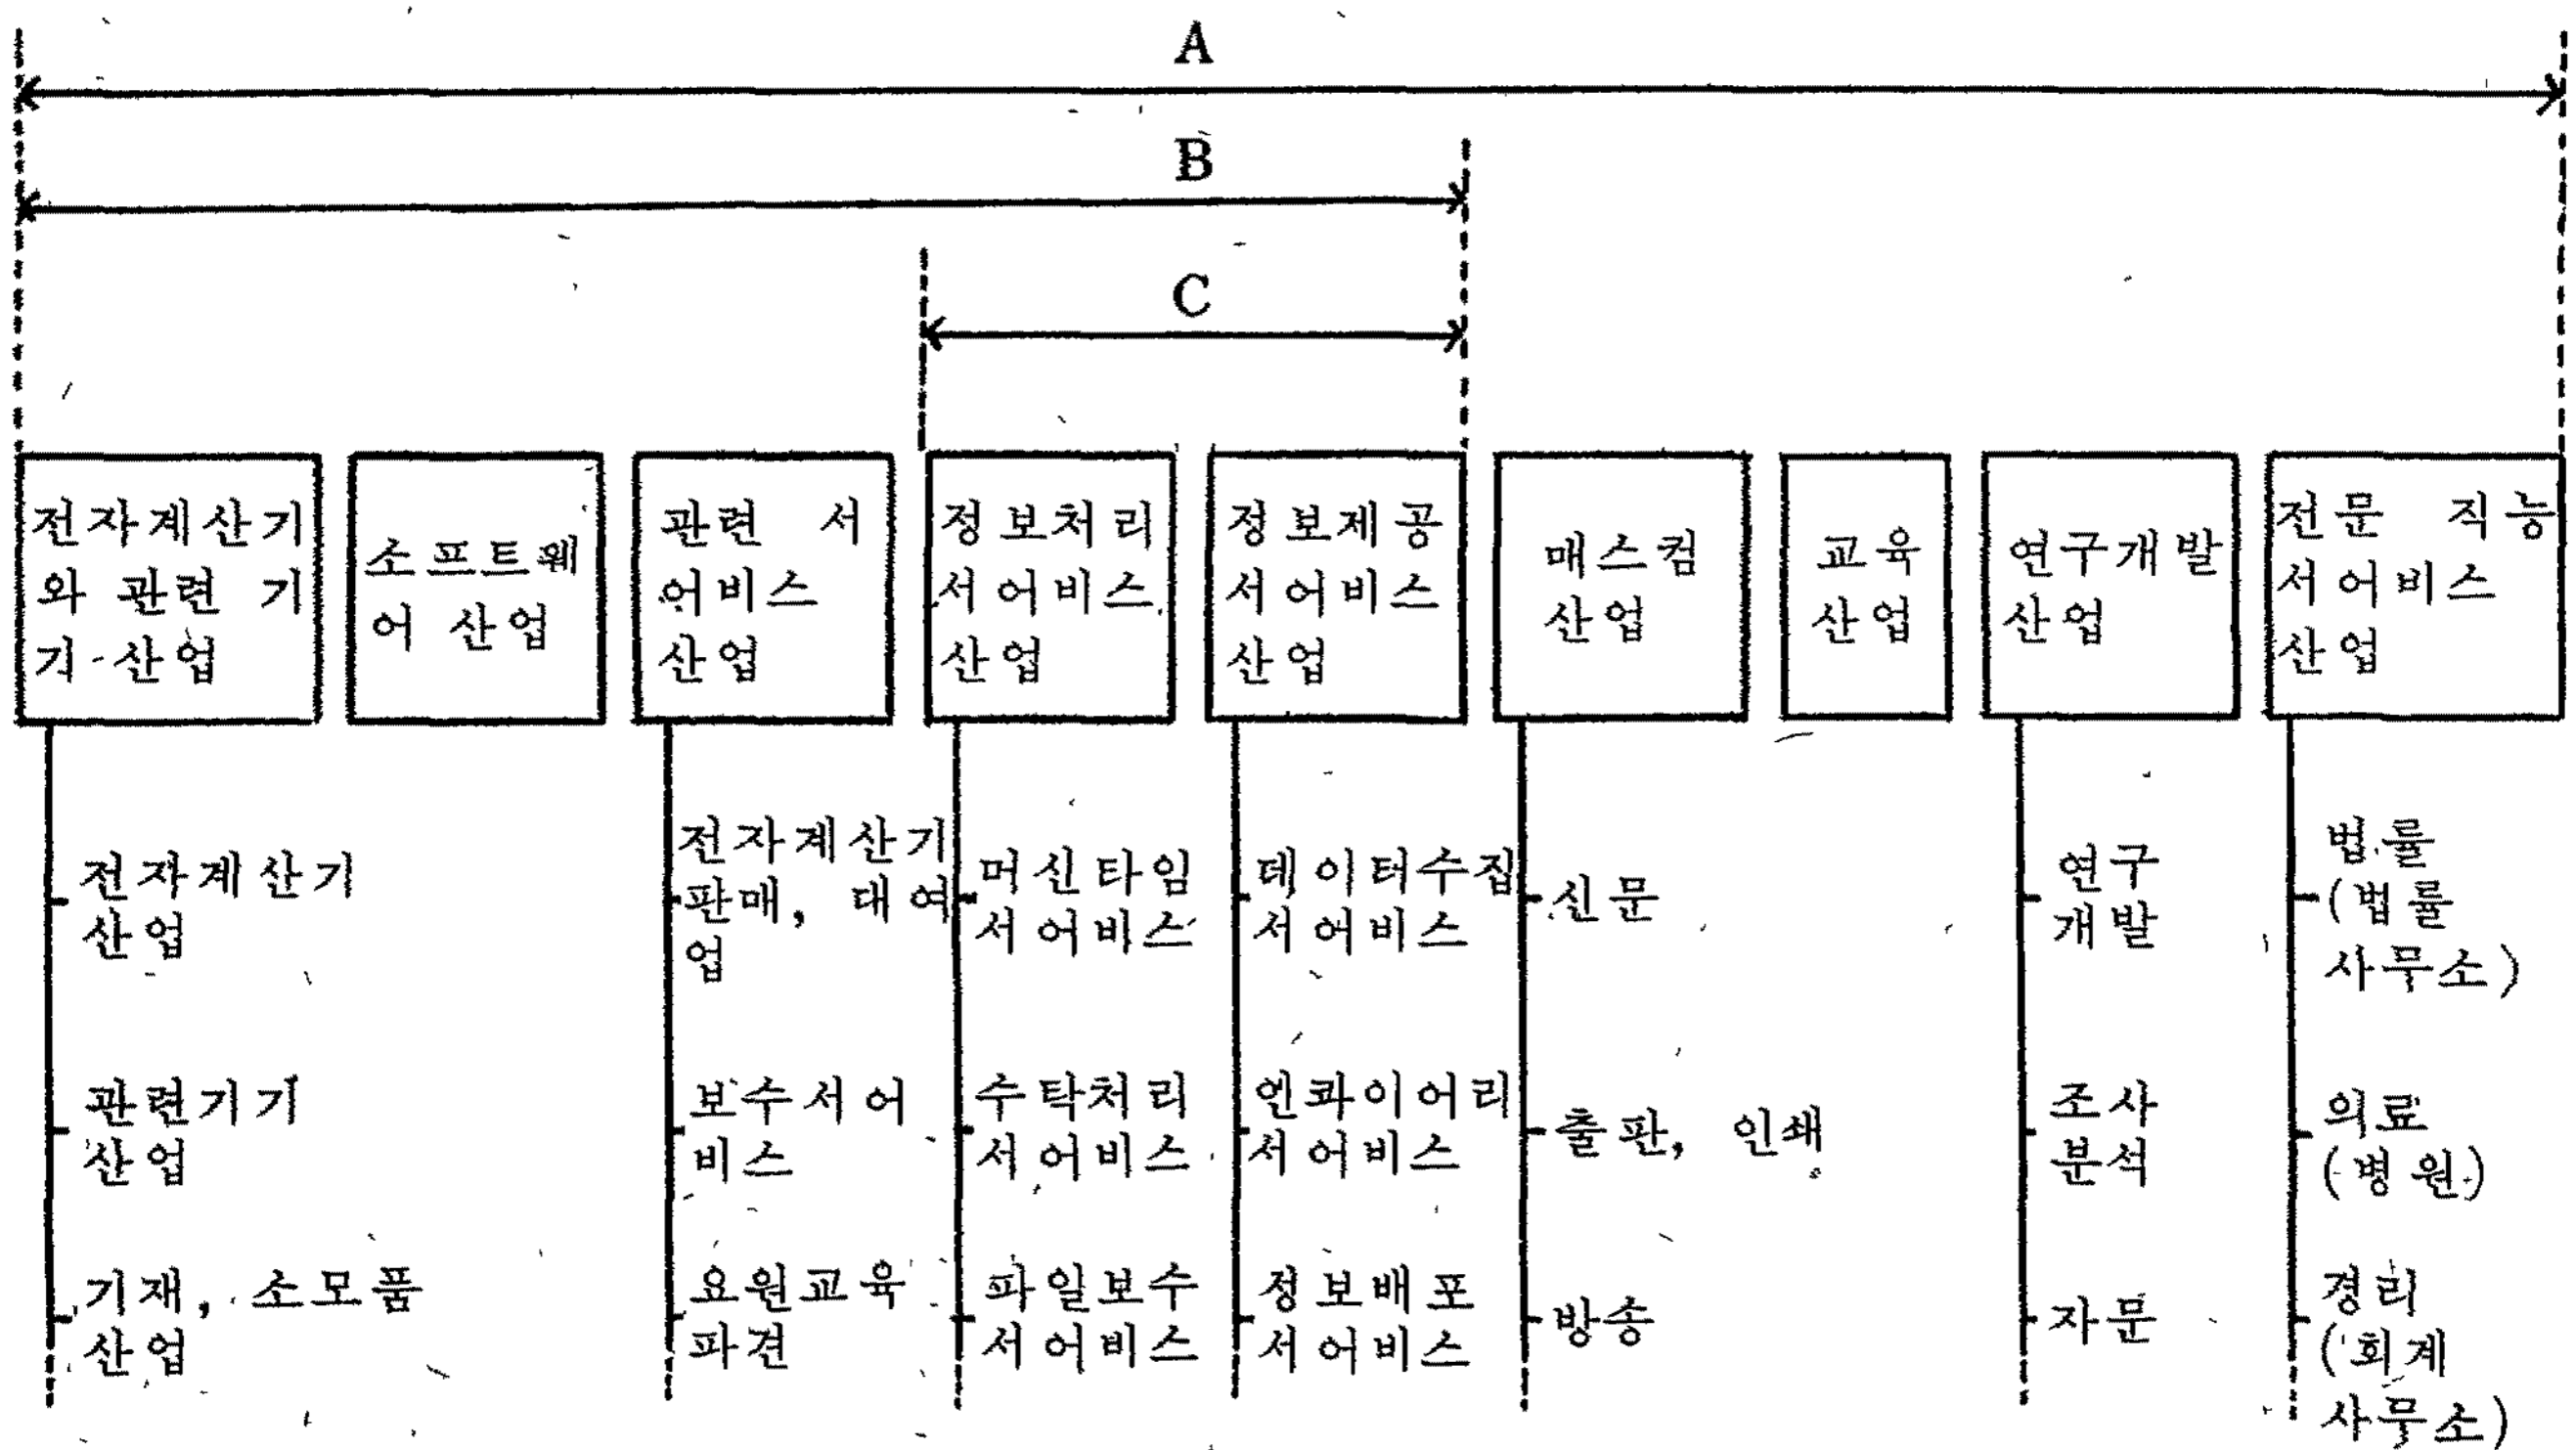 A
B
C
전자계산기
와 관련 기
기 산업
소프트웨
어 산업
관련 서
어비스
산업
정보처리
서어비스
산업
정보제공
서어비스
산업
매스컴
산업
교육
산업
연구개발
산업
전문 직능
서어비스
산업
전자계산기
산업
관련기기
산업
기재, 소모품
산업
전자계산기
판매, 대여
업
보수서어
비스
요원교육
파견
머신타임
서어비스
수탁처리
서어비스
파일보수
서어비스
데이터수집
서어비스
인콰이어리
서어비스
정보배포
서어비스
신문
출판, 인쇄
방송
연구
개발
조사
분석
자문
법률
(법률
사무소)
의료
(병원)
경리
(회계
사무소)